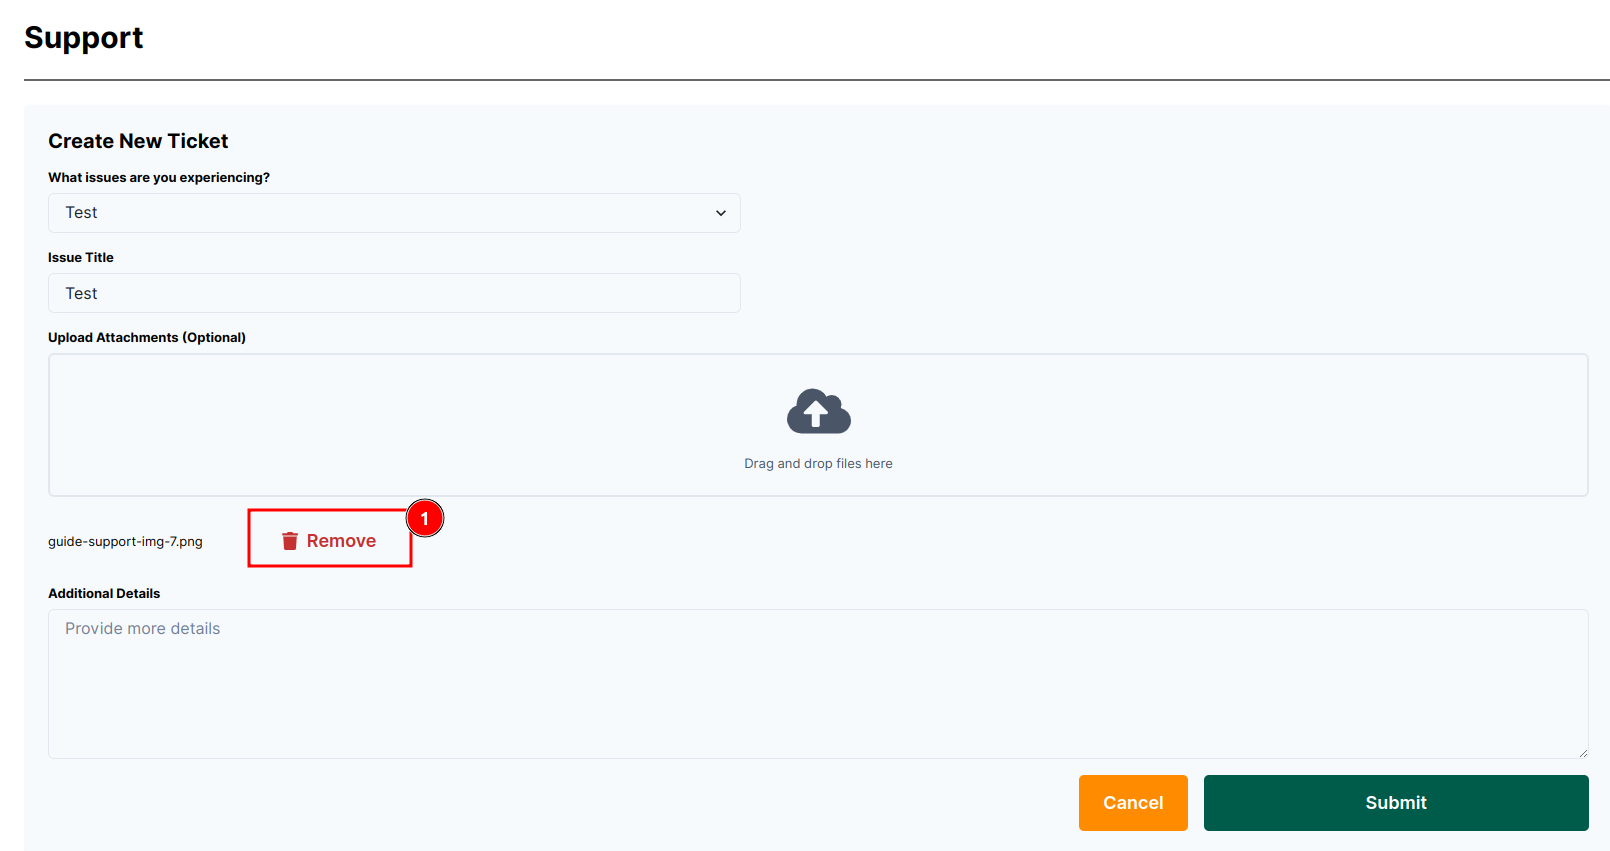 Support
Create New Ticket
What issues are you experiencing?
Test
Issue Title
Test
Upload Attachments (Optional)
Drag and drop files here
1
guide-support-img-7.png Remove
Additional Details
Provide more details
Cancel Submit